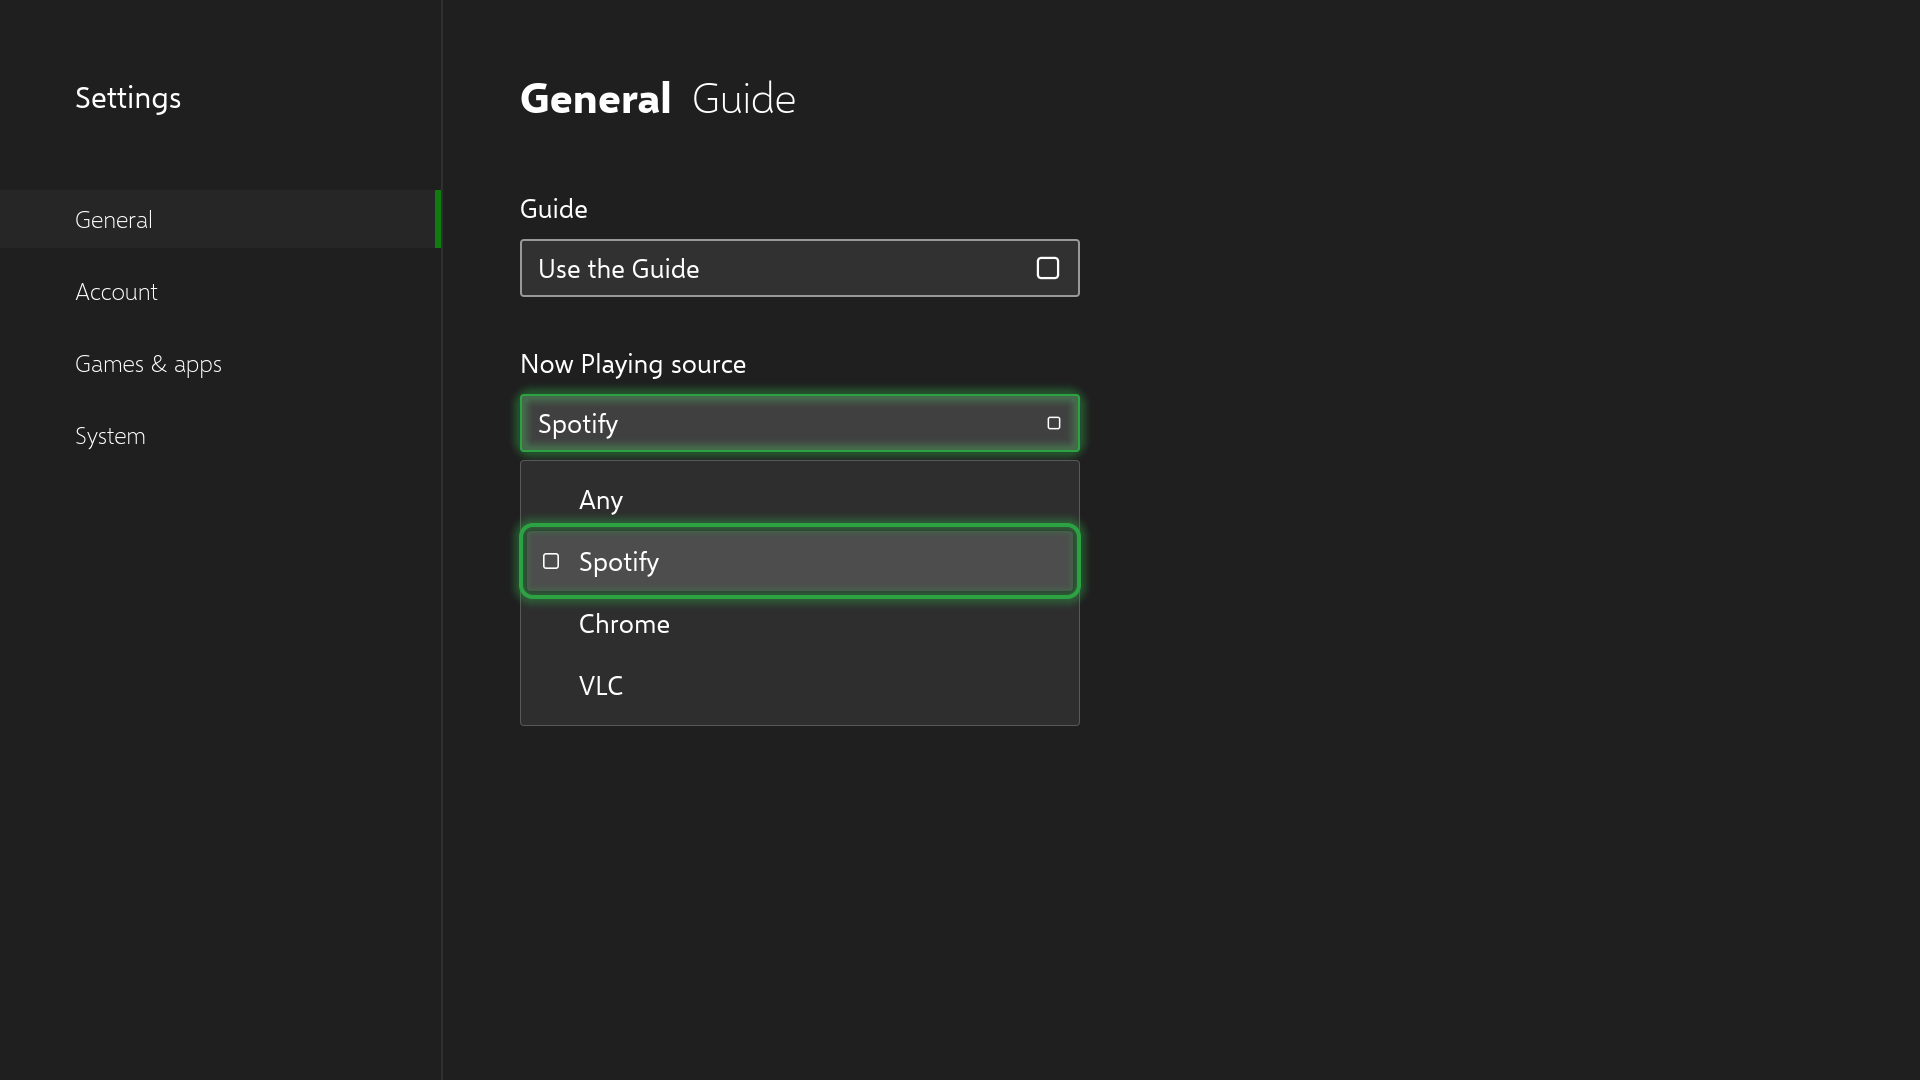 Settings
General
Account
Games & apps
System
General Guide
Guide
Use the Guide
Now Playing source
Spotify
Any
Spotify
Chrome
VLC